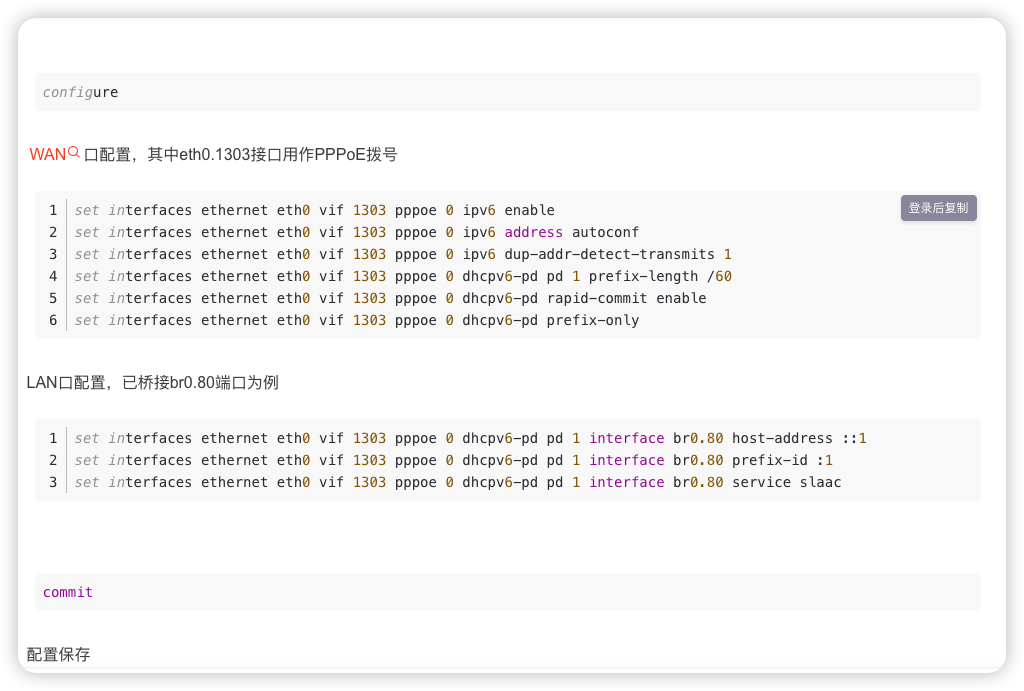 configure
WAN口配置，其中eth0.1303接口用作PPPoE拨号
登录后复制
1 set interfaces ethernet eth0 vif 1303 pppoe 0 ipv6 enable
2 set interfaces ethernet eth0 vif 1303 pppoe 0 ipv6 address autoconf
3 set interfaces ethernet eth0 vif 1303 pppoe 0 ipv6 dup-addr-detect-transmits 1
4 set interfaces ethernet eth0 vif 1303 pppoe 0 dhcpv6-pd pd 1 prefix-length /60
5 set interfaces ethernet eth0 vif 1303 pppoe 0 dhcpv6-pd rapid-commit enable
6 set interfaces ethernet eth0 vif 1303 pppoe 0 dhcpv6-pd prefix-only
LAN口配置，已桥接br0.80端口为例
1 set interfaces ethernet eth0 vif 1303 pppoe 0 dhcpv6-pd pd 1 interface br0.80 host-address ::1
2 set interfaces ethernet eth0 vif 1303 pppoe 0 dhcpv6-pd pd 1 interface br0.80 prefix-id :1
3 set interfaces ethernet eth0 vif 1303 pppoe 0 dhcpv6-pd pd 1 interface br0.80 service slaac
commit
配置保存